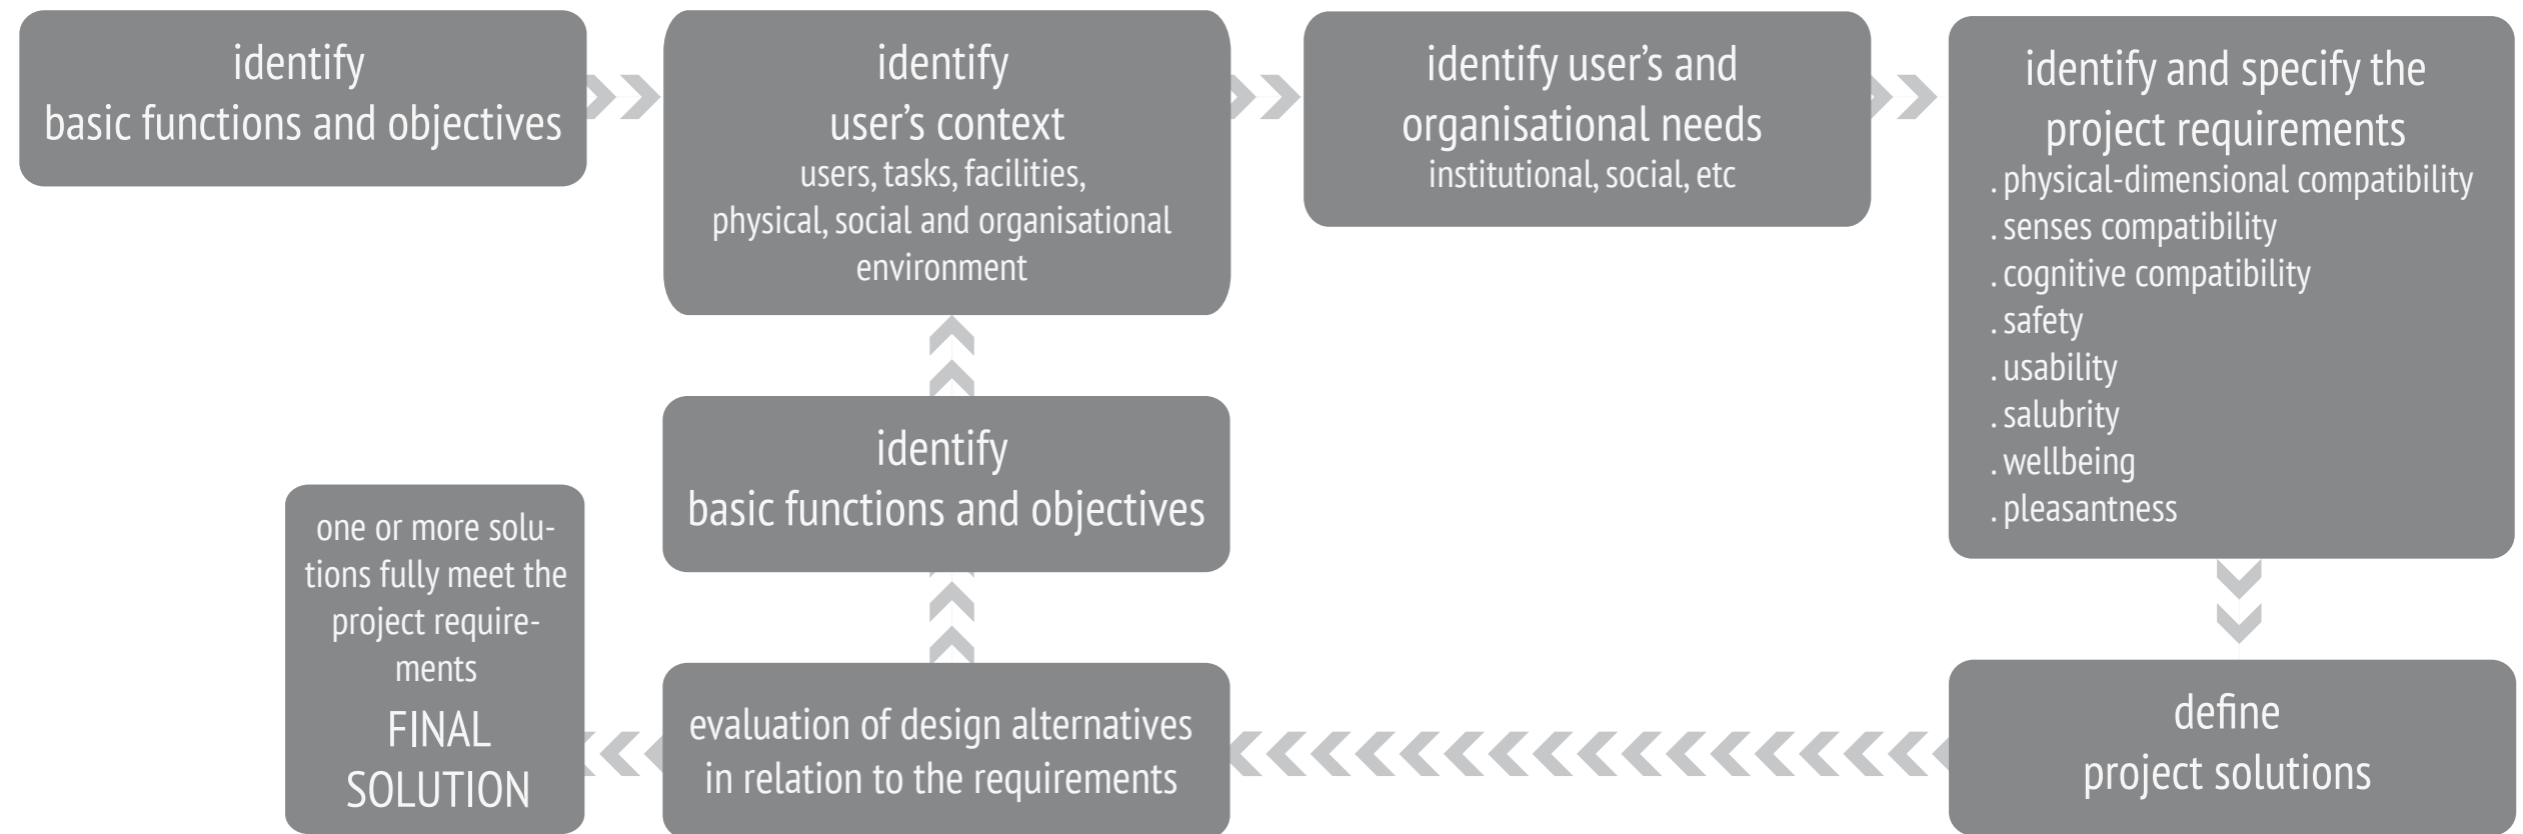 identify
basic functions and objectives
identify
user’s context
users, tasks, facilities,
physical, social and organisational
environment
identify user’s and
organisational needs
institutional, social, etc
identify and specify the
project requirements
. physical-dimensional compatibility
. senses compatibility
. cognitive compatibility
. safety
. usability
. salubrity
. wellbeing
. pleasantness
define
project solutions
evaluation of design alternatives
in relation to the requirements
identify
basic functions and objectives
one or more solu-
tions fully meet the
project require-
ments
FINAL
SOLUTION